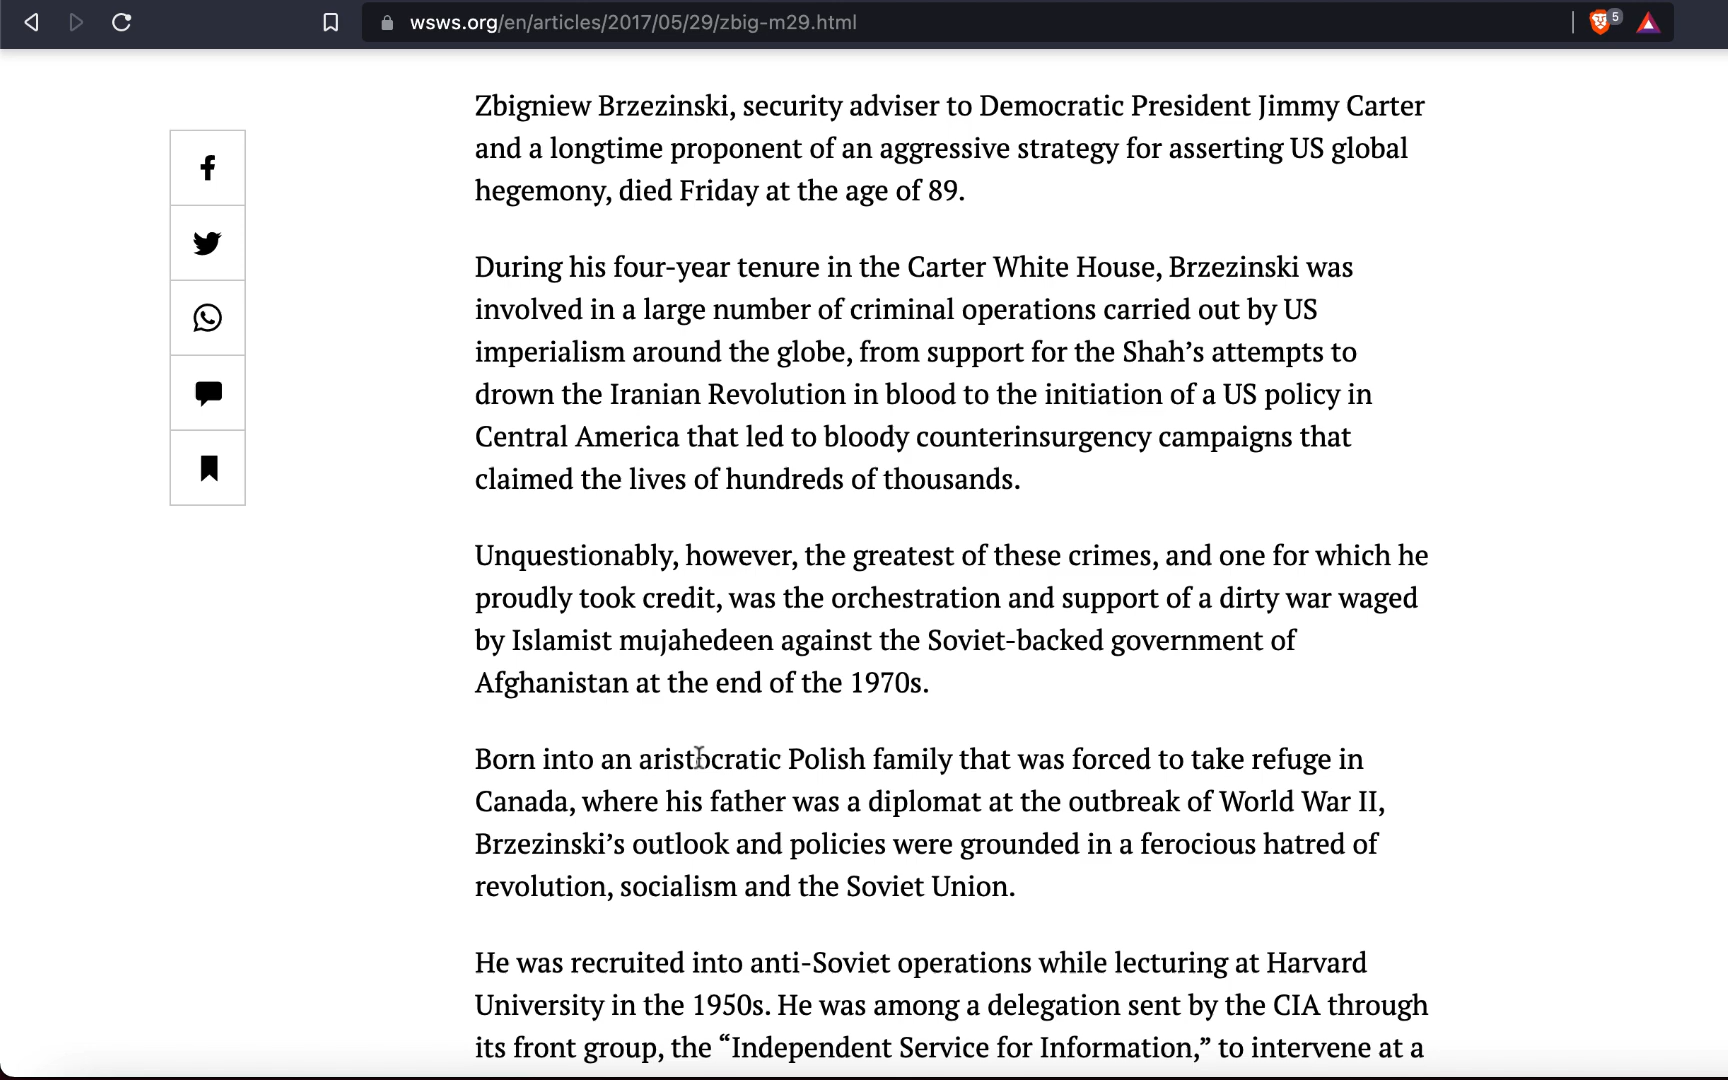 wsws.org/en/articles/2017/05/29/zbig-m29.html
5
Zbigniew Brzezinski, security adviser to Democratic President Jimmy Carter
and a longtime proponent of an aggressive strategy for asserting US global
hegemony, died Friday at the age of 89.
During his four-year tenure in the Carter White House, Brzezinski was
involved in a large number of criminal operations carried out by US
imperialism around the globe, from support for the Shah’s attempts to
drown the Iranian Revolution in blood to the initiation of a US policy in
Central America that led to bloody counterinsurgency campaigns that
claimed the lives of hundreds of thousands.
Unquestionably, however, the greatest of these crimes, and one for which he
proudly took credit, was the orchestration and support of a dirty war waged
by Islamist mujahedeen against the Soviet-backed government of
Afghanistan at the end of the 1970s.
Born into an aristocratic Polish family that was forced to take refuge in
Canada, where his father was a diplomat at the outbreak of World War II,
Brzezinski’s outlook and policies were grounded in a ferocious hatred of
revolution, socialism and the Soviet Union.
He was recruited into anti-Soviet operations while lecturing at Harvard
University in the 1950s. He was among a delegation sent by the CIA through
its front group, the “Independent Service for Information,” to intervene at a